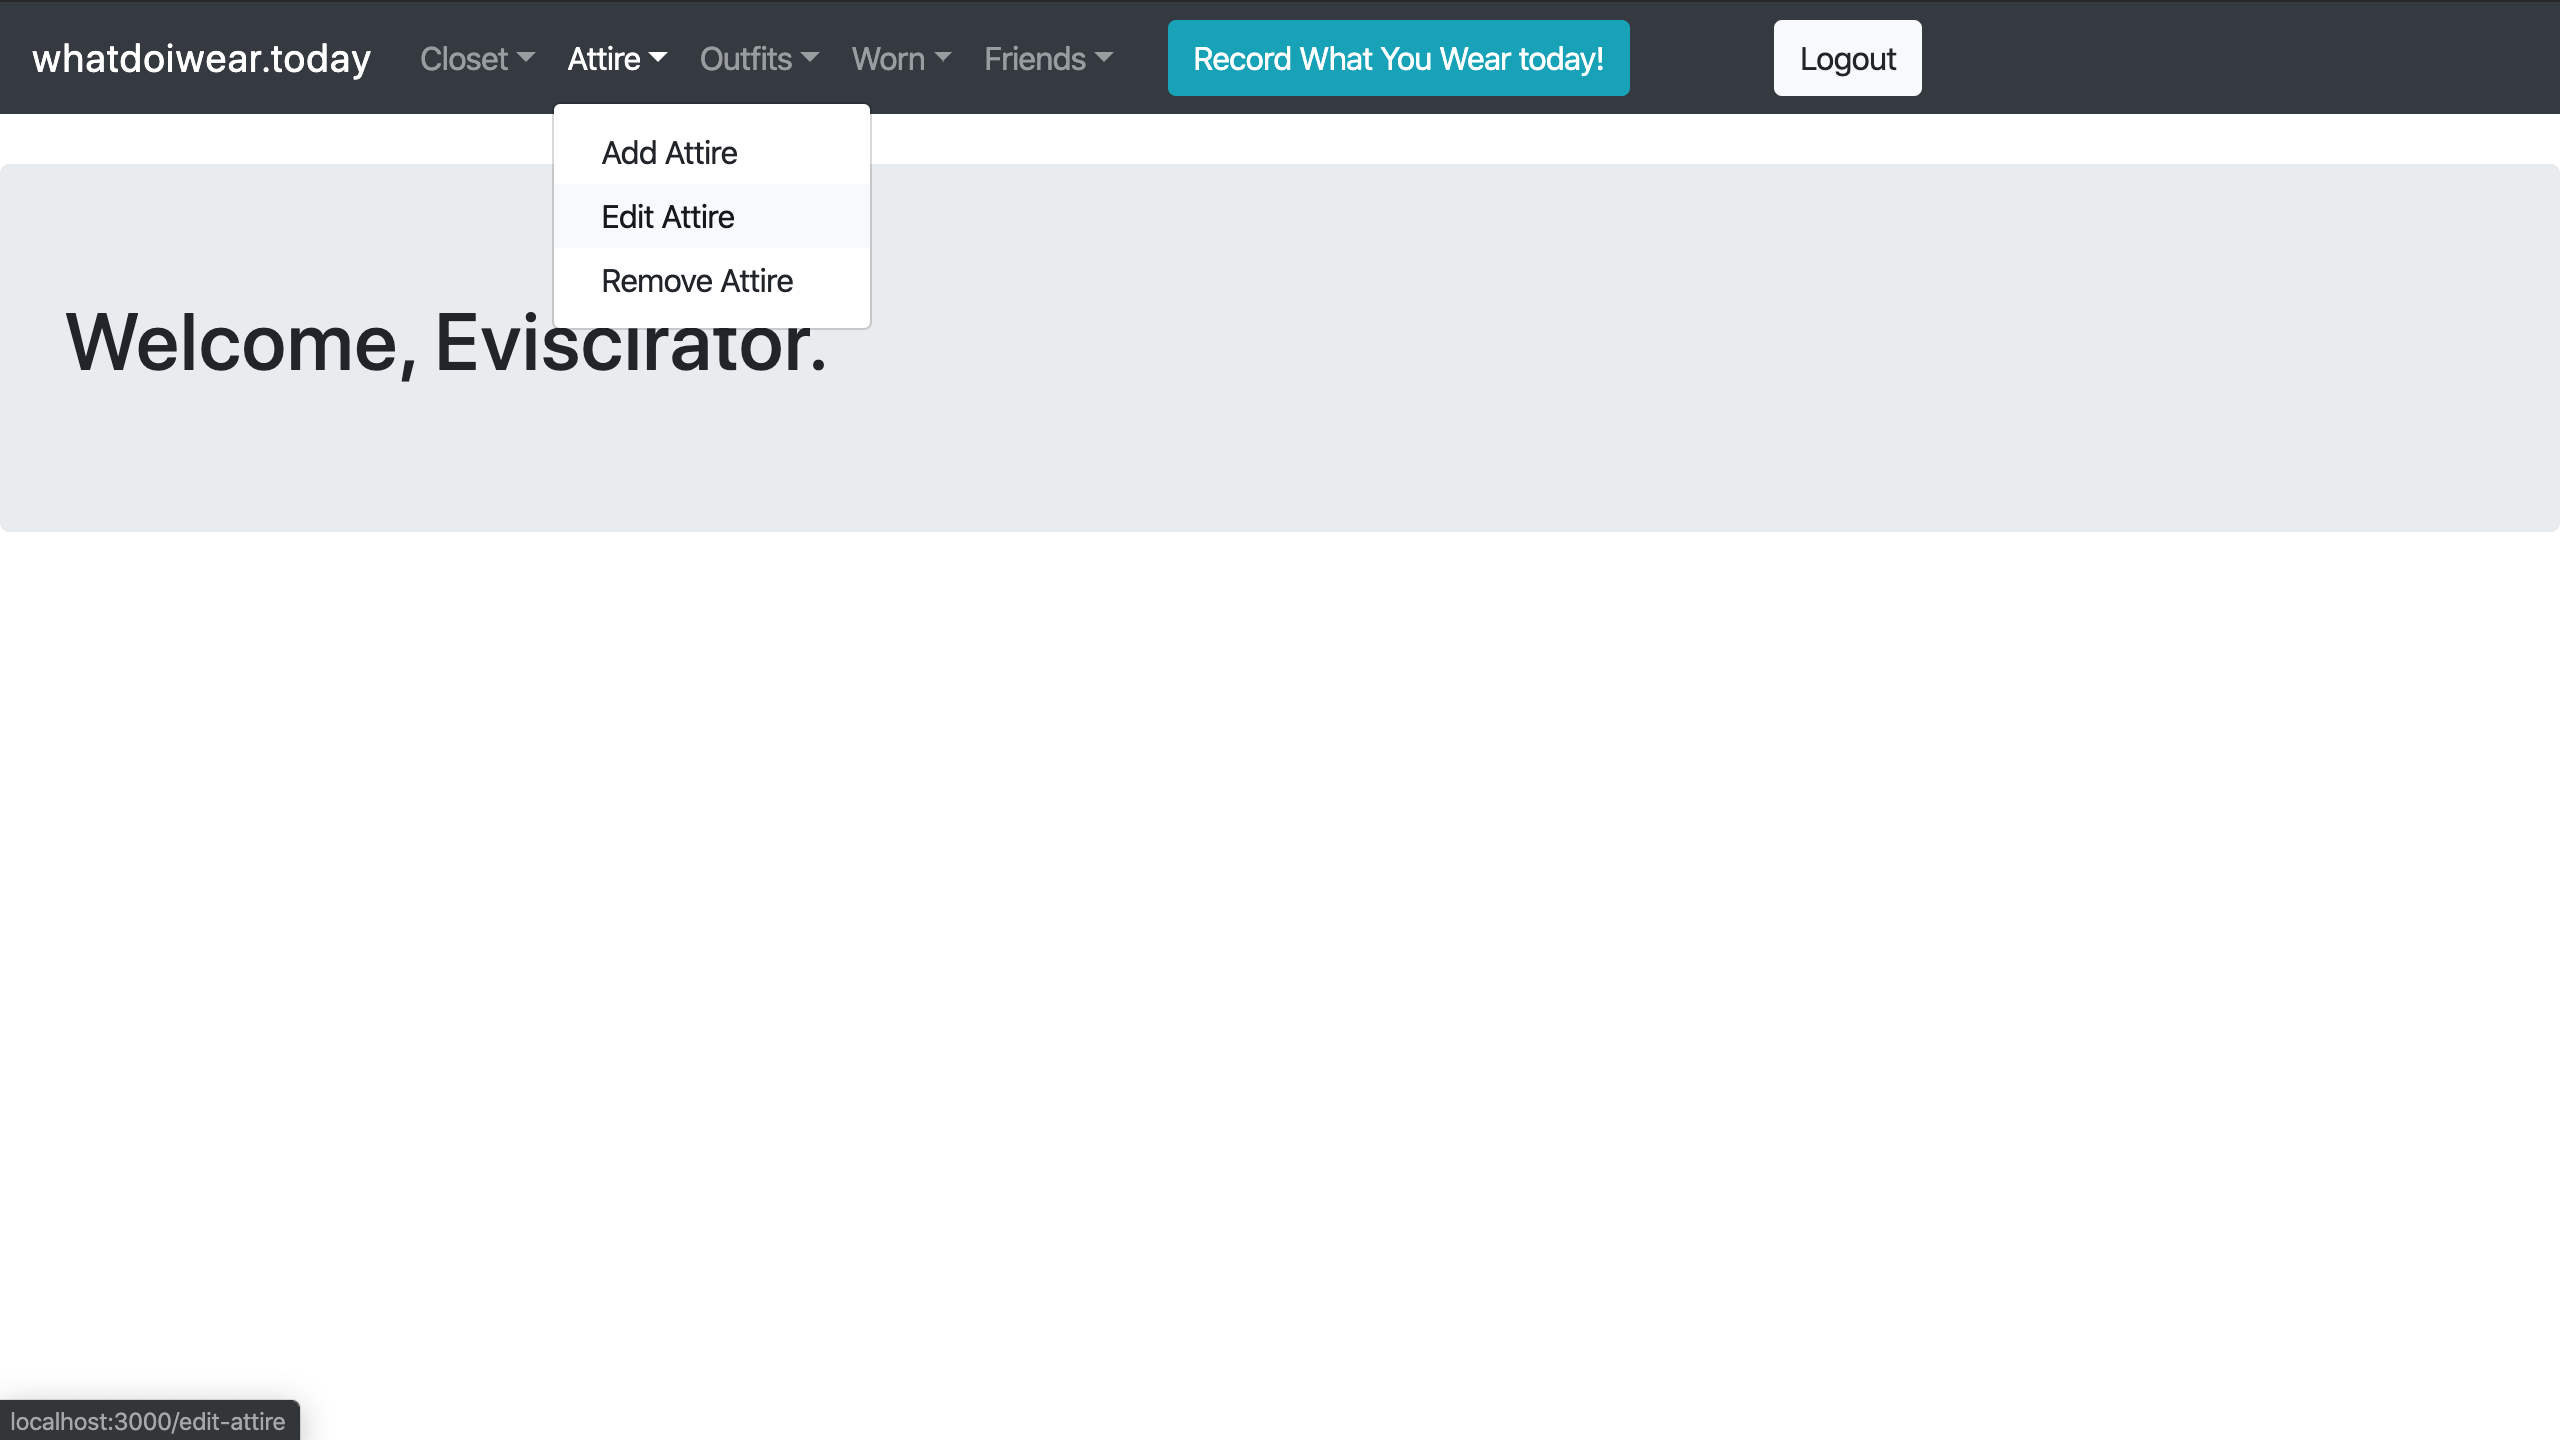 whatdoiwear.today Closet Attire Outfits Worn Friends Record What You Wear today! Logout
Add Attire
Edit Attire
Remove Attire
Welcome, Eviscirator.
localhost:3000/edit-attire